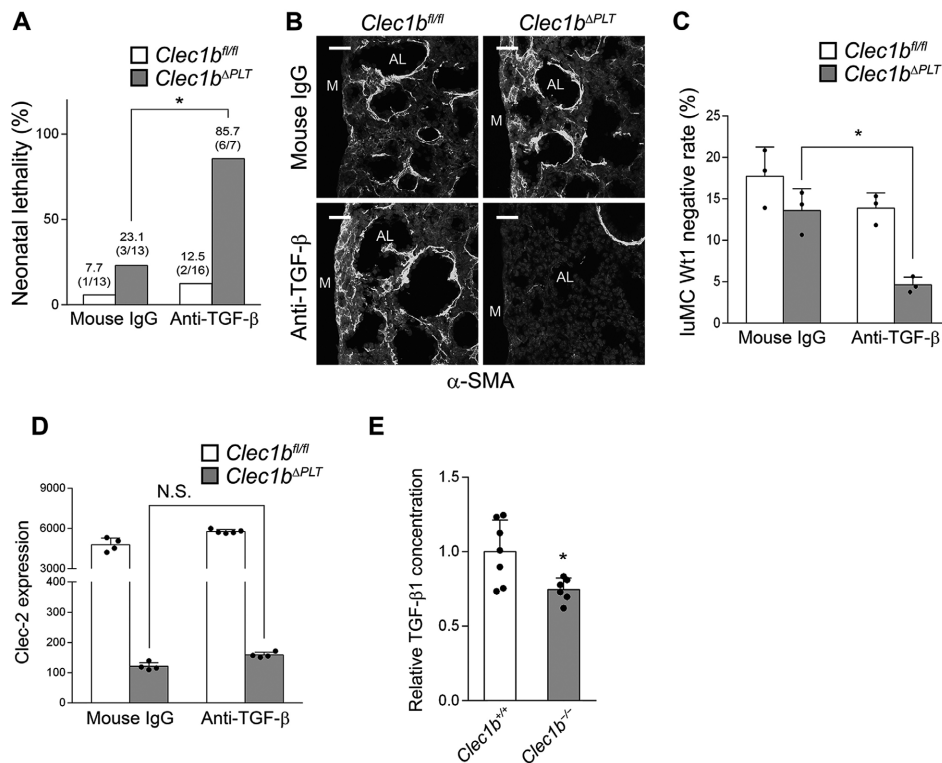 A
Clec1b^fl/fl
Clec1b^ΔPLT
Neonatal lethality (%)
100
50
0
*
7.7
(1/13)
23.1
(3/13)
12.5
(2/16)
85.7
(6/7)
Mouse IgG
Anti-TGF-β
B
Clec1b^fl/fl
Clec1b^ΔPLT
Mouse IgG
Anti-TGF-β
M
AL
M
AL
M
AL
M
AL
α-SMA
C
Clec1b^fl/fl
Clec1b^ΔPLT
luMC Wt1 negative rate (%)
25
20
15
10
5
0
*
Mouse IgG
Anti-TGF-β
D
Clec1b^fl/fl
Clec1b^ΔPLT
Clec-2 expression
9000
6000
3000
400
300
200
100
0
N.S.
Mouse IgG
Anti-TGF-β
E
Relative TGF-β1 concentration
1.5
1.0
0.5
0.0
*
Clec1b^+/+
Clec1b^−/−